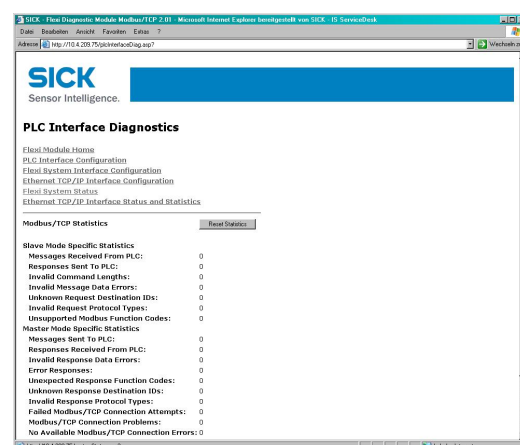 SICK - Flexi Diagnostic Module Modbus/TCP 2.01 - Microsoft Internet Explorer bereitgestellt von SICK - IS ServiceDesk
Datei Bearbeiten Ansicht Favoriten Extras ?
Adresse http://10.4.209.75/plcInterfaceDiag.asp? Wechseln zu
SICK
Sensor Intelligence.
PLC Interface Diagnostics
Flexi Module Home
PLC Interface Configuration
Flexi System Interface Configuration
Ethernet TCP/IP Interface Configuration
Flexi System Status
Ethernet TCP/IP Interface Status and Statistics
Modbus/TCP Statistics Reset Statistics
Slave Mode Specific Statistics
Messages Received From PLC: 0
Responses Sent To PLC: 0
Invalid Command Lengths: 0
Invalid Message Data Errors: 0
Unknown Request Destination IDs: 0
Invalid Request Protocol Types: 0
Unsupported Modbus Function Codes: 0
Master Mode Specific Statistics
Messages Sent To PLC: 0
Responses Received From PLC: 0
Invalid Response Data Errors: 0
Error Responses: 0
Unexpected Response Function Codes: 0
Unknown Response Destination IDs: 0
Invalid Response Protocol Types: 0
Failed Modbus/TCP Connection Attempts: 0
Modbus/TCP Connection Problems: 0
No Available Modbus/TCP Connection Errors: 0